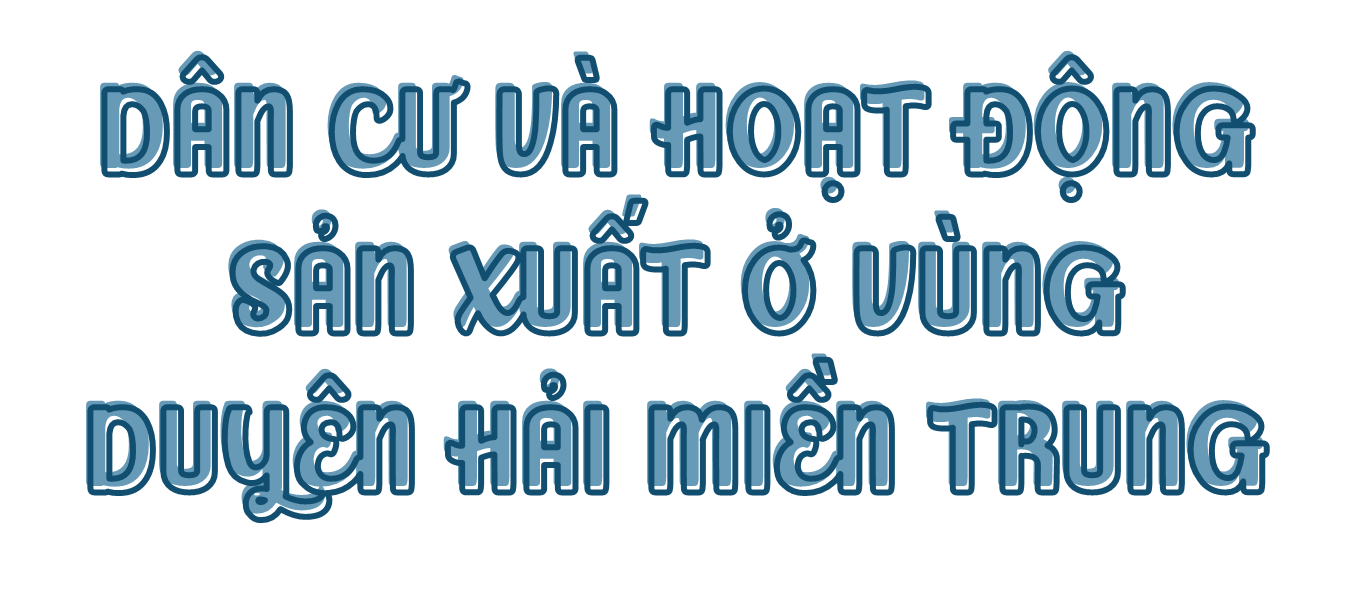 DÂN CƯ VÀ HOẠT ĐỘNG
SẢN XUẤT Ở VÙNG
DUYÊN HẢI MIỀN TRUNG